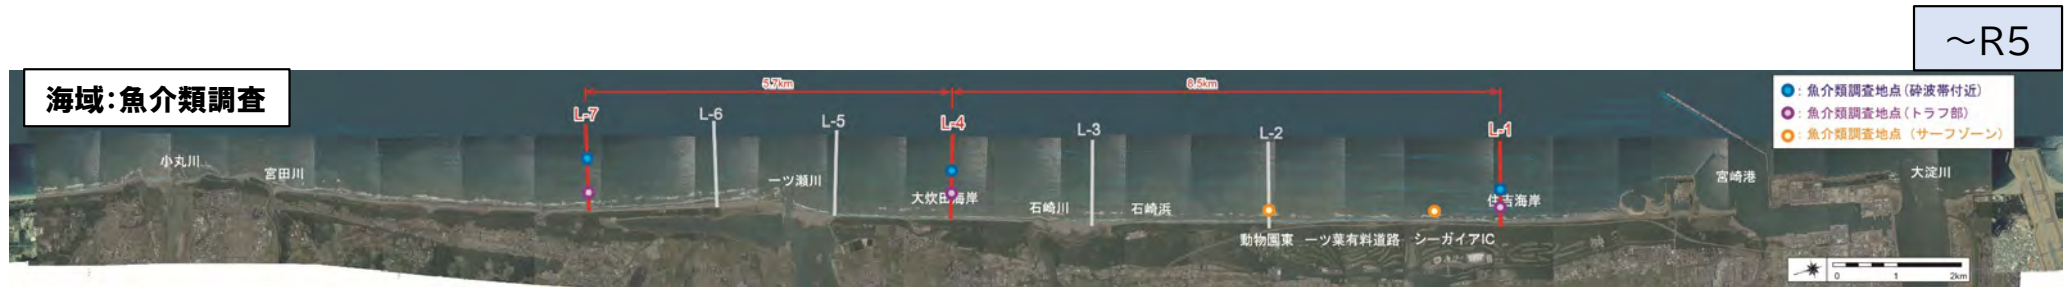 ～R5
海域：魚介類調査
5.7km
8.5km
：魚介類調査地点（砕波帯付近）
：魚介類調査地点（トラフ部）
：魚介類調査地点（サーフゾーン）
L-7
L-6
L-5
L-4
L-3
L-2
L-1
小丸川
宮田川
一ツ瀬川
大炊田海岸
石崎川
石崎浜
住吉海岸
宮崎港
大淀川
動物園東
一ツ葉有料道路
シーガイアIC
0 1 2km